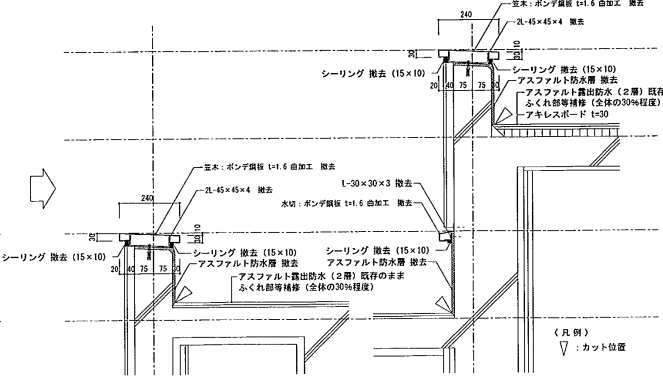 笠木：ボンデ鋼板 t=1.6 曲加工 撤去
240
2L-45×45×4 撤去
30
30 10
シーリング 撤去 (15×10)
シーリング 撤去 (15×10)
アスファルト防水層 撤去
20 40 75 75 30
アスファルト露出防水（２層）既存
ふくれ部等補修 (全体の30%程度)
アキレスボード t=30
笠木：ボンデ鋼板 t=1.6 曲加工 撤去
240
2L-45×45×4 撤去
L-30×30×3 撤去
水切：ボンデ鋼板 t=1.6 曲加工 撤去
30
30 10
シーリング 撤去 (15×10)
シーリング 撤去 (15×10)
シーリング 撤去 (15×10)
アスファルト防水層 撤去
アスファルト防水層 撤去
20 40 75 75 30
アスファルト露出防水（２層）既存のまま
ふくれ部等補修 (全体の30%程度)
(凡例)
：カット位置